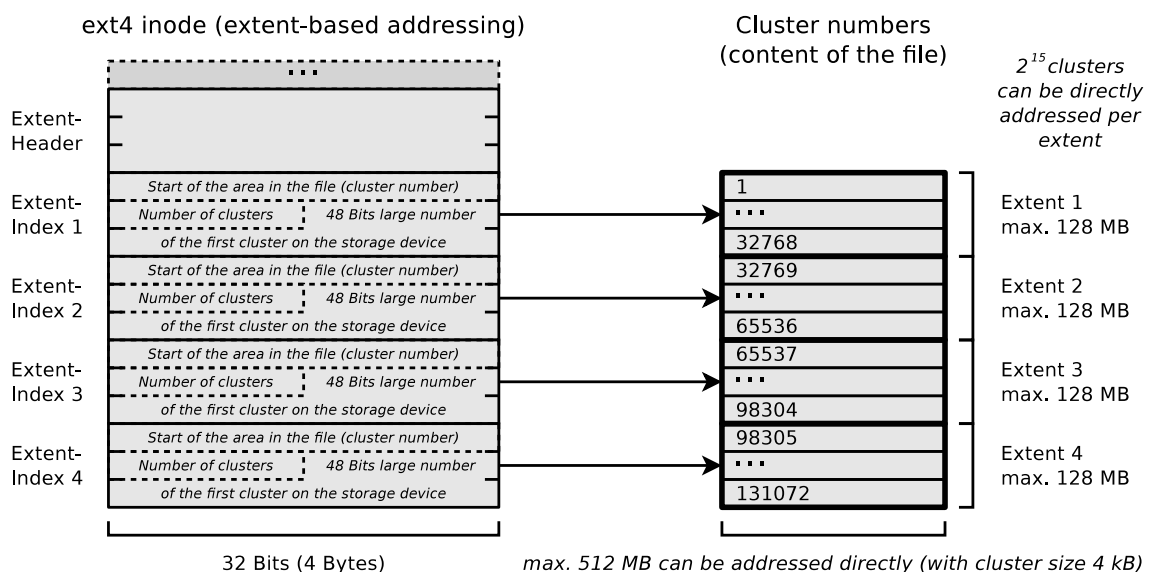 ext4 inode (extent-based addressing)
Cluster numbers
(content of the file)
2^15 clusters
can be directly
addressed per
extent
...
Extent-
Header
Extent-
Index 1
Start of the area in the file (cluster number)
Number of clusters
48 Bits large number
of the first cluster on the storage device
1
...
32768
Extent 1
max. 128 MB
Extent-
Index 2
Start of the area in the file (cluster number)
Number of clusters
48 Bits large number
of the first cluster on the storage device
32769
...
65536
Extent 2
max. 128 MB
Extent-
Index 3
Start of the area in the file (cluster number)
Number of clusters
48 Bits large number
of the first cluster on the storage device
65537
...
98304
Extent 3
max. 128 MB
Extent-
Index 4
Start of the area in the file (cluster number)
Number of clusters
48 Bits large number
of the first cluster on the storage device
98305
...
131072
Extent 4
max. 128 MB
32 Bits (4 Bytes)
max. 512 MB can be addressed directly (with cluster size 4 kB)